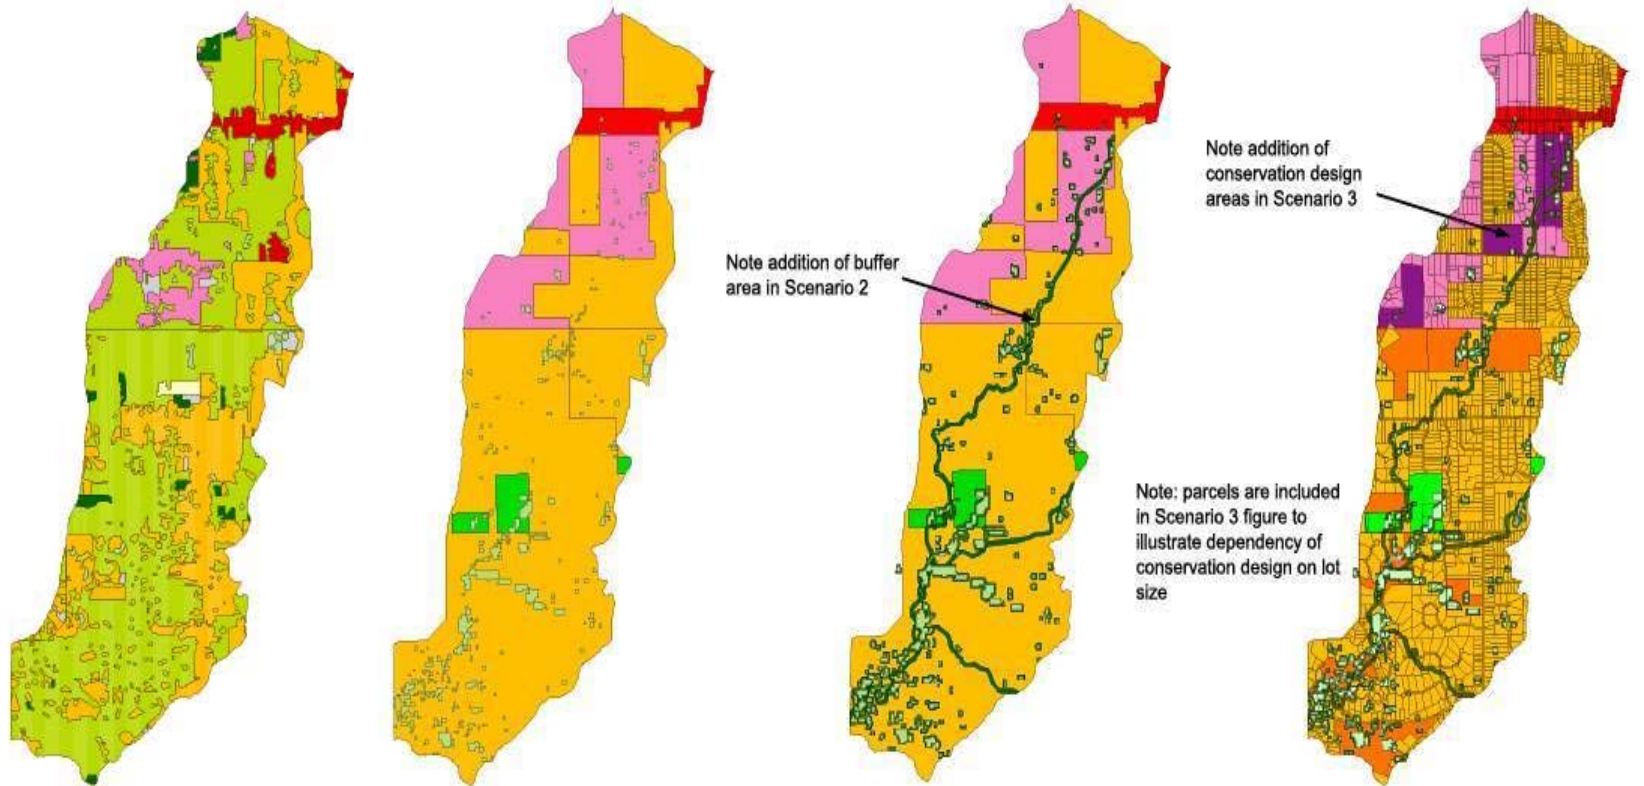 Note addition of buffer
area in Scenario 2
Note addition of
conservation design
areas in Scenario 3
Note: parcels are included
in Scenario 3 figure to
illustrate dependency of
conservation design on lot
size